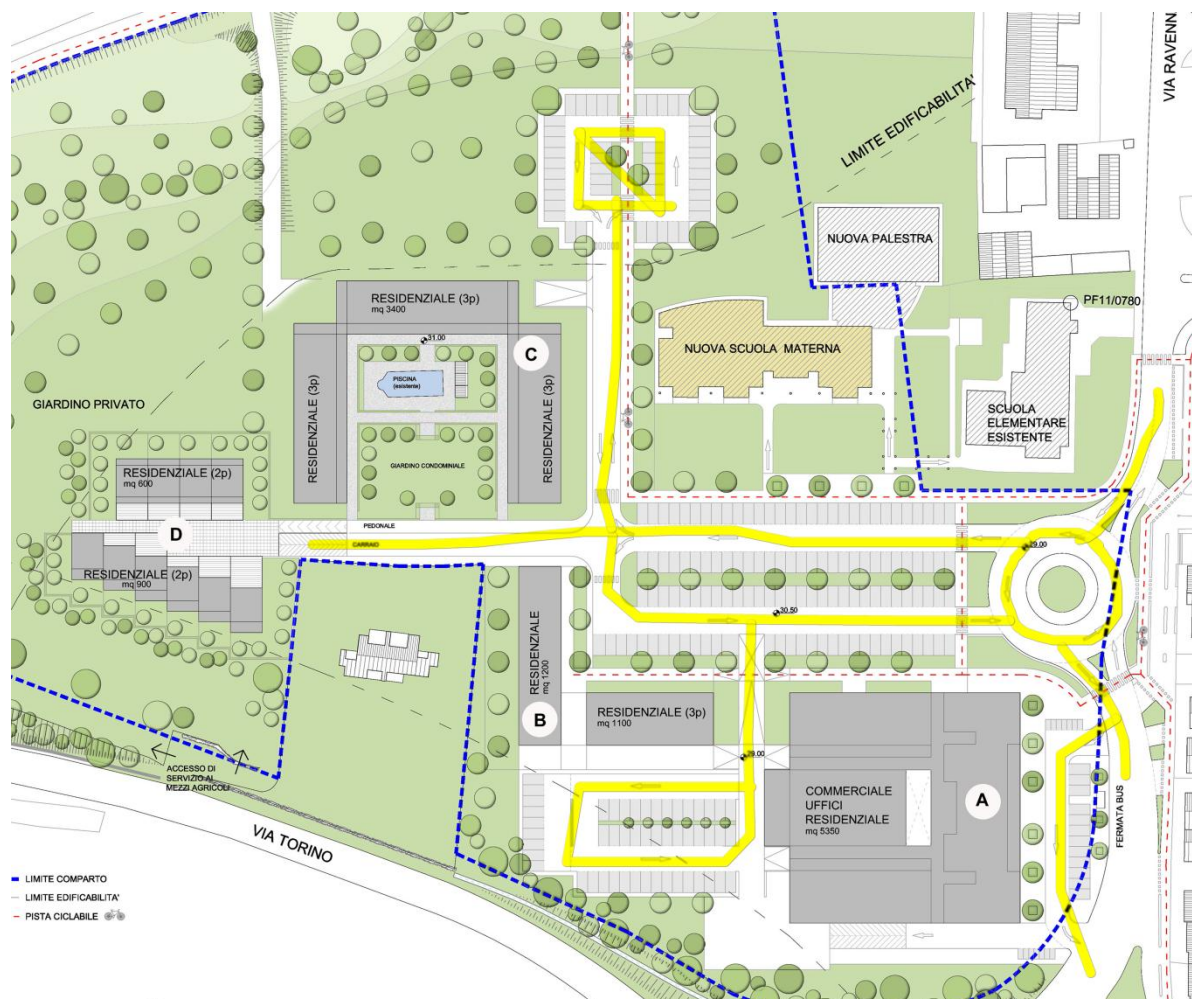 VIA RAVENN
LIMITE EDIFICABILITA'
NUOVA PALESTRA
PF11/0780
RESIDENZIALE (3p)
mq 3400
31.00
C
NUOVA SCUOLA MATERNA
PISCINA
(esistente)
RESIDENZIALE (3p)
RESIDENZIALE (3p)
GIARDINO PRIVATO
SCUOLA
ELEMENTARE
ESISTENTE
GIARDINO CONDOMINIALE
RESIDENZIALE (2p)
mq 600
D
PEDONALE
CARRAIO
29.00
RESIDENZIALE (2p)
mq 900
30.50
RESIDENZIALE
mq 1200
B
RESIDENZIALE (3p)
mq 1100
29.00
ACCESSO DI
SERVIZIO AI
MEZZI AGRICOLI
COMMERCIALE
UFFICI
RESIDENZIALE
mq 5350
A
FERMATA BUS
VIA TORINO
LIMITE COMPARTO
LIMITE EDIFICABILITA'
PISTA CICLABILE